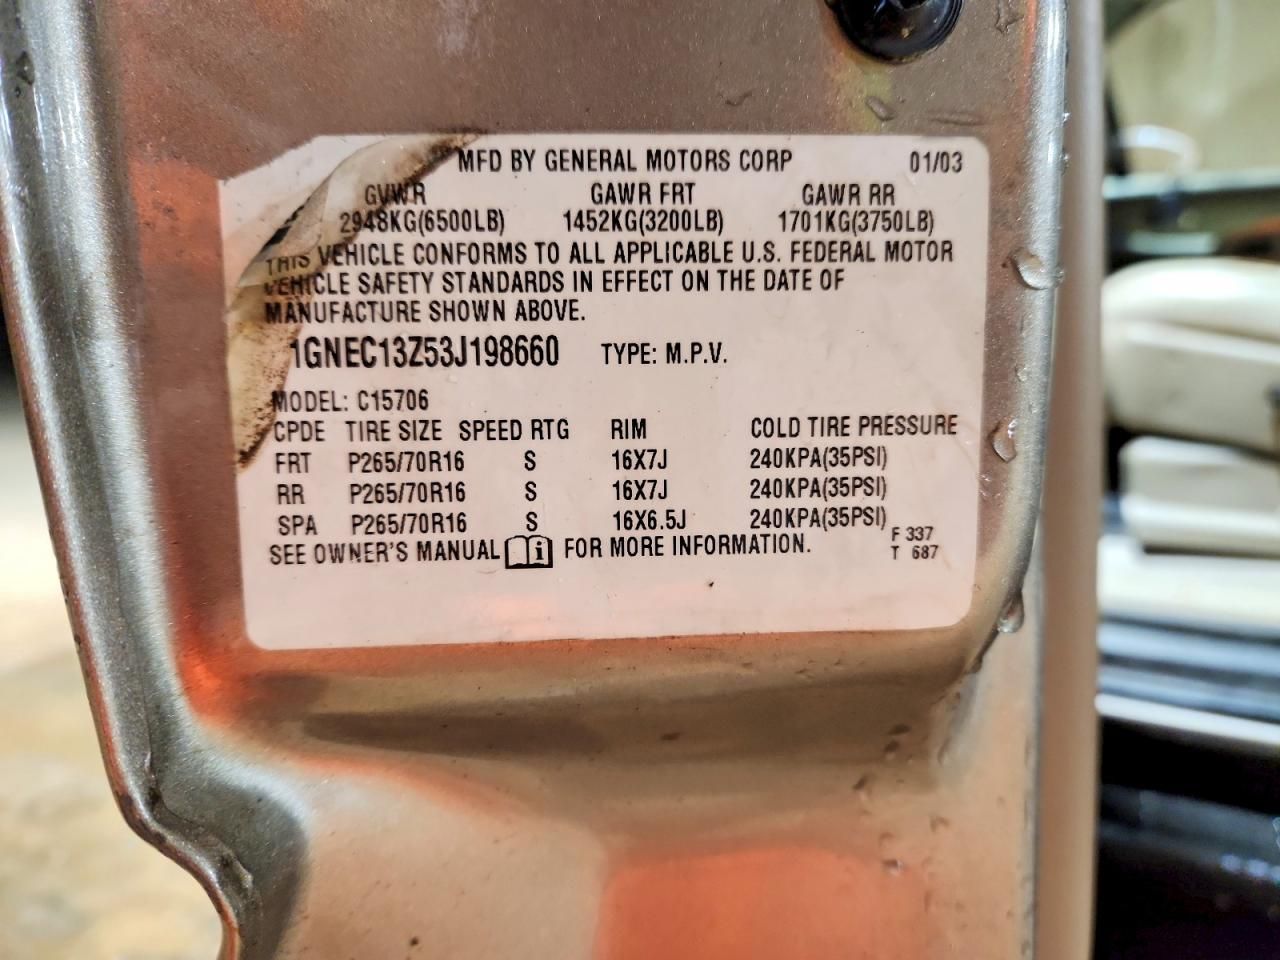 MFD BY GENERAL MOTORS CORP 01/03
GVWR GAWR FRT GAWR RR
2948KG(6500LB) 1452KG(3200LB) 1701KG(3750LB)
THIS VEHICLE CONFORMS TO ALL APPLICABLE U.S. FEDERAL MOTOR
VEHICLE SAFETY STANDARDS IN EFFECT ON THE DATE OF
MANUFACTURE SHOWN ABOVE.
1GNEC13Z53J198660 TYPE: M.P.V.
MODEL: C15706
CPDE TIRE SIZE SPEED RTG RIM COLD TIRE PRESSURE
FRT P265/70R16 S 16X7J 240KPA(35PSI)
RR P265/70R16 S 16X7J 240KPA(35PSI)
SPA P265/70R16 S 16X6.5J 240KPA(35PSI)
SEE OWNER'S MANUAL i FOR MORE INFORMATION. F 337
T 687